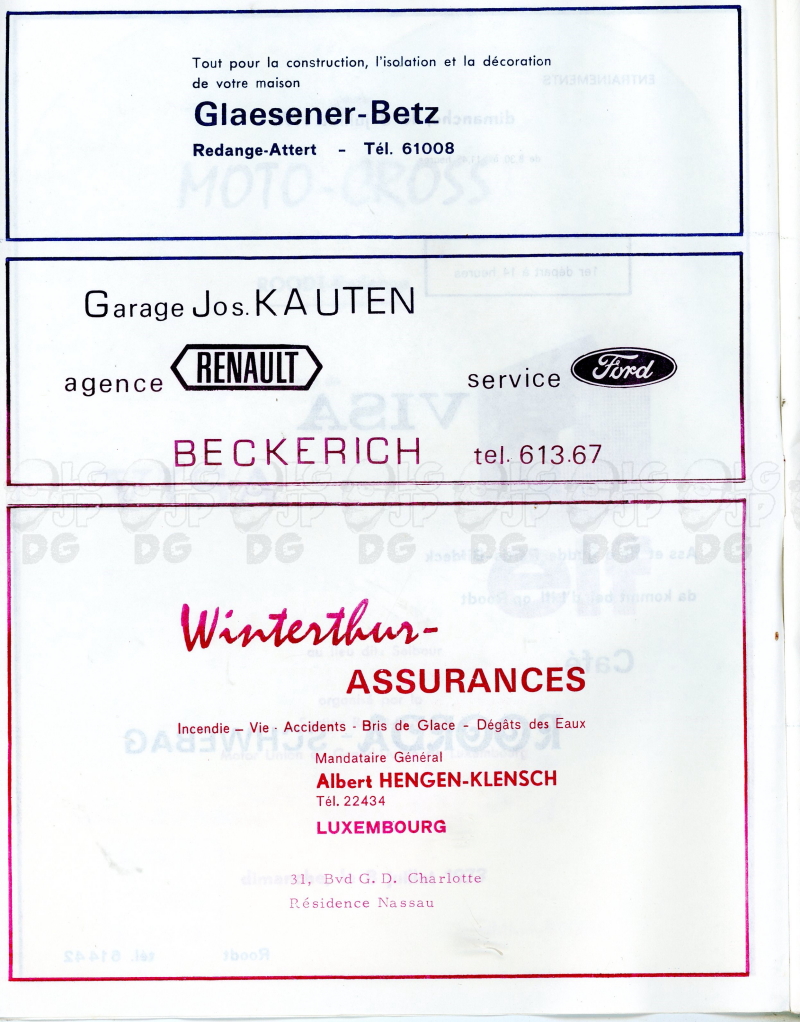 Tout pour la construction, l'isolation et la décoration
de votre maison
Glaesener-Betz
Redange-Attert - Tél. 61008
Garage Jos. KAUTEN
agence RENAULT service Ford
BECKERICH tel. 613.67
Winterthur-
ASSURANCES
Incendie – Vie - Accidents - Bris de Glace - Dégâts des Eaux
Mandataire Général
Albert HENGEN-KLENSCH
Tél. 22434
LUXEMBOURG
31, Bvd G. D. Charlotte
Résidence Nassau